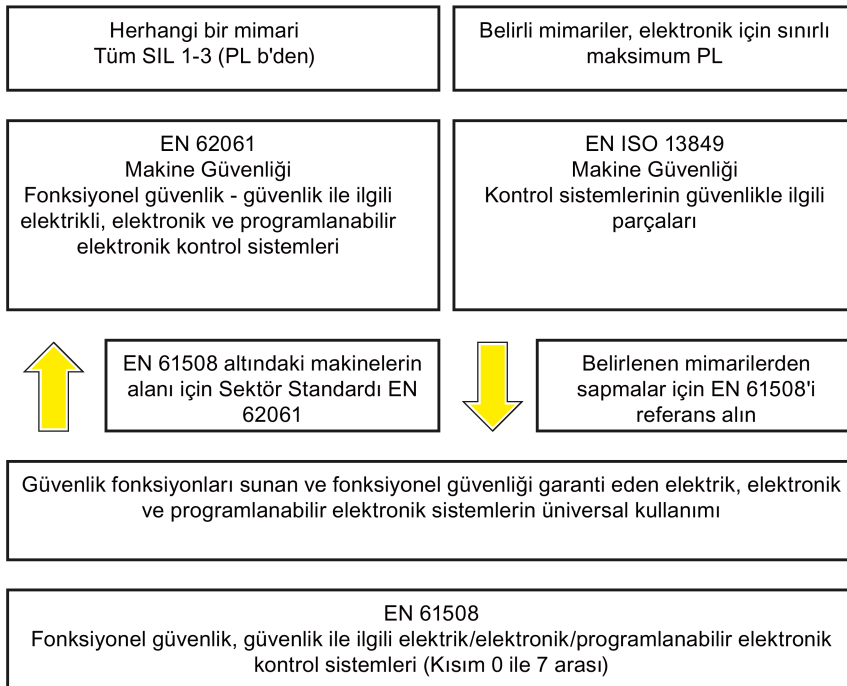 Herhangi bir mimari
Tüm SIL 1-3 (PL b'den)
Belirli mimariler, elektronik için sınırlı
maksimum PL
EN 62061
Makine Güvenliği
Fonksiyonel güvenlik - güvenlik ile ilgili
elektrikli, elektronik ve programlanabilir
elektronik kontrol sistemleri
EN ISO 13849
Makine Güvenliği
Kontrol sistemlerinin güvenlikle ilgili
parçaları
EN 61508 altındaki makinelerin
alanı için Sektör Standardı EN
62061
Belirlenen mimarilerden
sapmalar için EN 61508'i
referans alın
Güvenlik fonksiyonları sunan ve fonksiyonel güvenliği garanti eden elektrik, elektronik
ve programlanabilir elektronik sistemlerin üniversal kullanımı
EN 61508
Fonksiyonel güvenlik, güvenlik ile ilgili elektrik/elektronik/programlanabilir elektronik
kontrol sistemleri (Kısım 0 ile 7 arası)